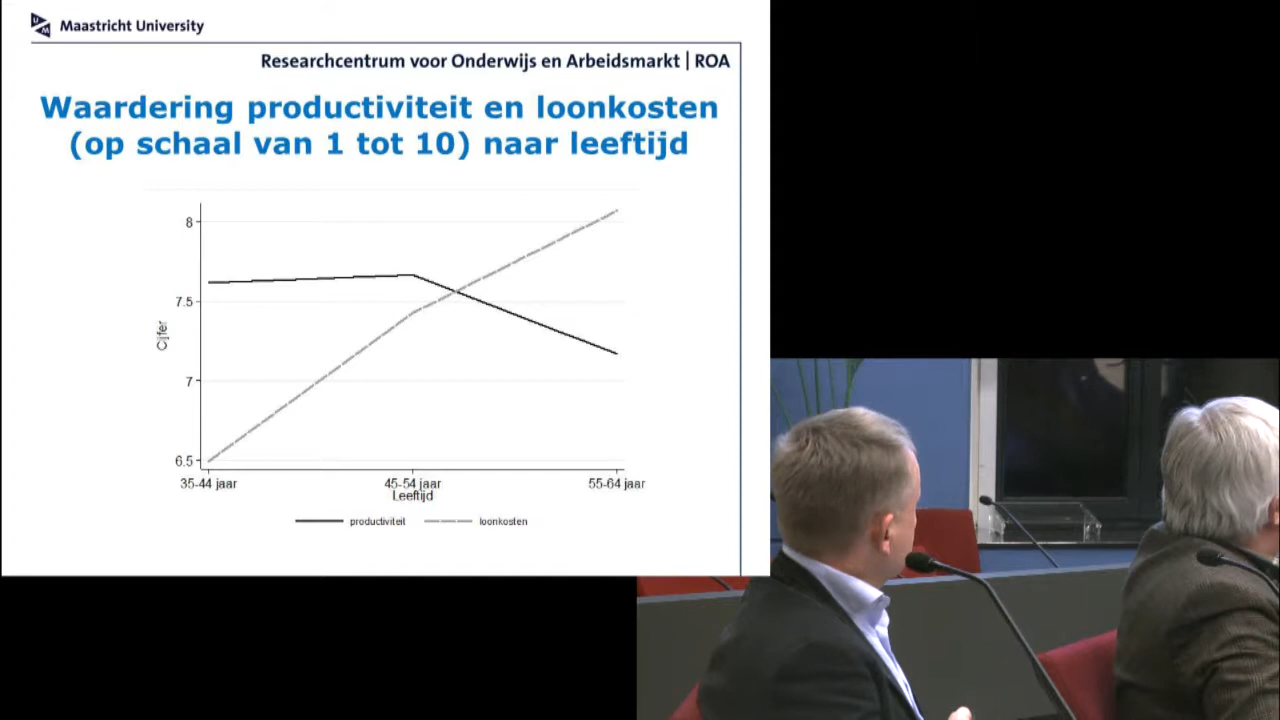 UM
Maastricht University
Researchcentrum voor Onderwijs en Arbeidsmarkt | ROA
Waardering productiviteit en loonkosten
(op schaal van 1 tot 10) naar leeftijd
8
7.5
7
6.5
Cijfer
35-44 jaar 45-54 jaar 55-64 jaar
Leeftijd
productiviteit loonkosten